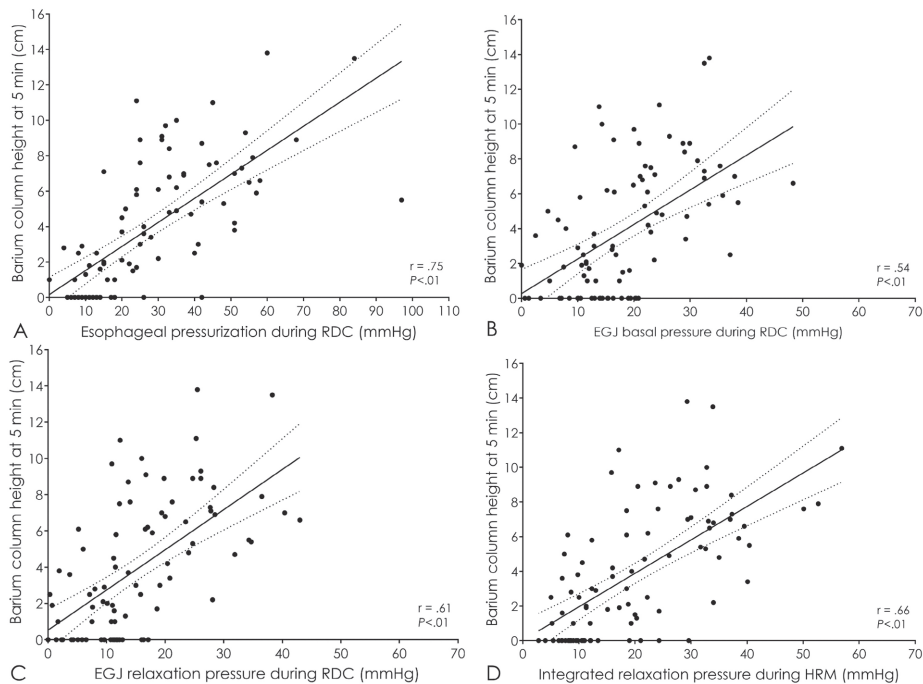 Barium column height at 5 min (cm)
16
14
12
10
8
6
4
2
0
0 10 20 30 40 50 60 70 80 90 100 110
r = .75
P<.01
A
Esophageal pressurization during RDC (mmHg)
Barium column height at 5 min (cm)
16
14
12
10
8
6
4
2
0
0 10 20 30 40 50 60 70
r = .54
P<.01
B
EGJ basal pressure during RDC (mmHg)
Barium column height at 5 min (cm)
16
14
12
10
8
6
4
2
0
0 10 20 30 40 50 60 70
r = .61
P<.01
C
EGJ relaxation pressure during RDC (mmHg)
Barium column height at 5 min (cm)
16
14
12
10
8
6
4
2
0
0 10 20 30 40 50 60 70
r = .66
P<.01
D
Integrated relaxation pressure during HRM (mmHg)